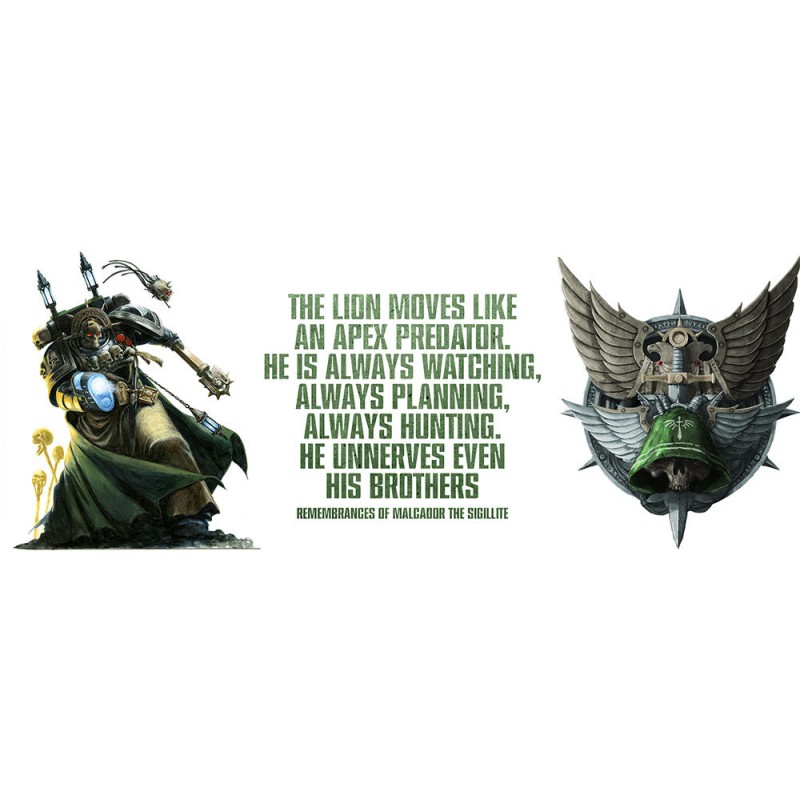 THE LION MOVES LIKE
AN APEX PREDATOR.
HE IS ALWAYS WATCHING,
ALWAYS PLANNING,
ALWAYS HUNTING.
HE UNNERVES EVEN
HIS BROTHERS
REMEMBRANCES OF MALCADOR THE SIGILLITE